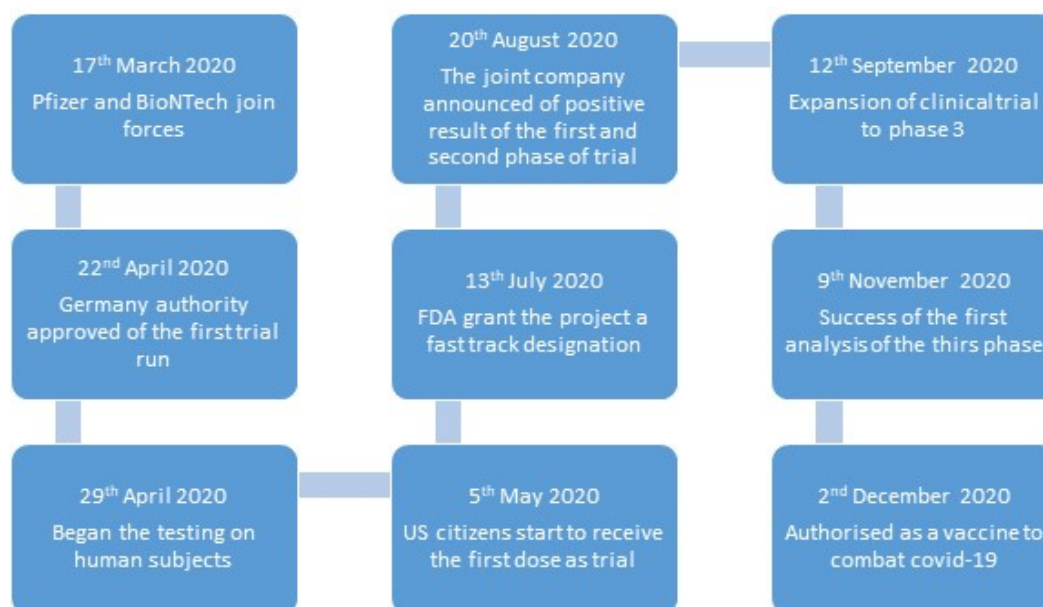 17th March 2020
Pfizer and BioNTech join
forces
22nd April 2020
Germany authority
approved of the first trial
run
29th April 2020
Began the testing on
human subjects
5th May 2020
US citizens start to receive
the first dose as trial
13th July 2020
FDA grant the project a
fast track designation
20th August 2020
The joint company
announced of positive
result of the first and
second phase of trial
12th September 2020
Expansion of clinical trial
to phase 3
9th November 2020
Success of the first
analysis of the thirs phase
2nd December 2020
Authorised as a vaccine to
combat covid-19